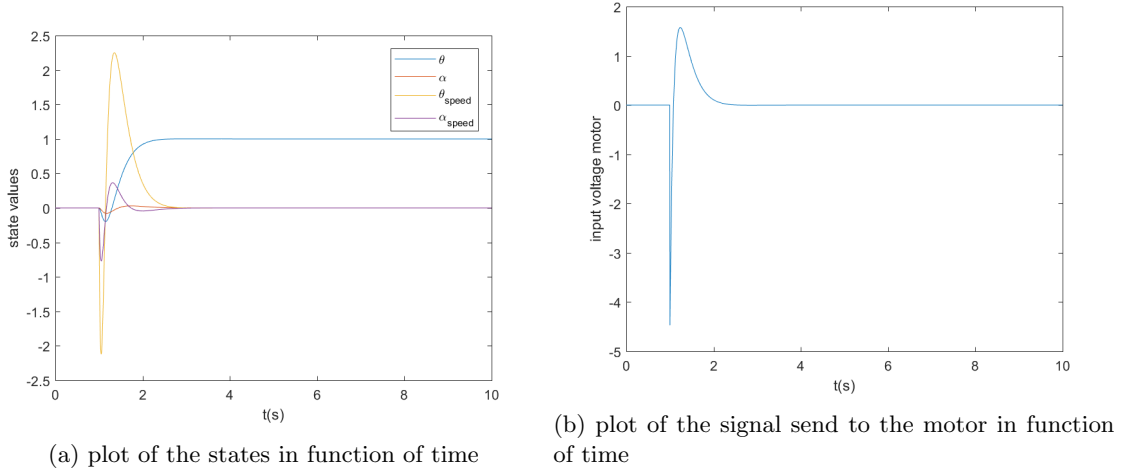 2.5
2
1.5
1
0.5
0
-0.5
-1
-1.5
-2
-2.5
state values
0
2
4
6
8
10
t(s)
θ
α
θspeed
αspeed
(a) plot of the states in function of time
2
1
0
-1
-2
-3
-4
-5
input voltage motor
0
2
4
6
8
10
t(s)
(b) plot of the signal send to the motor in function
of time